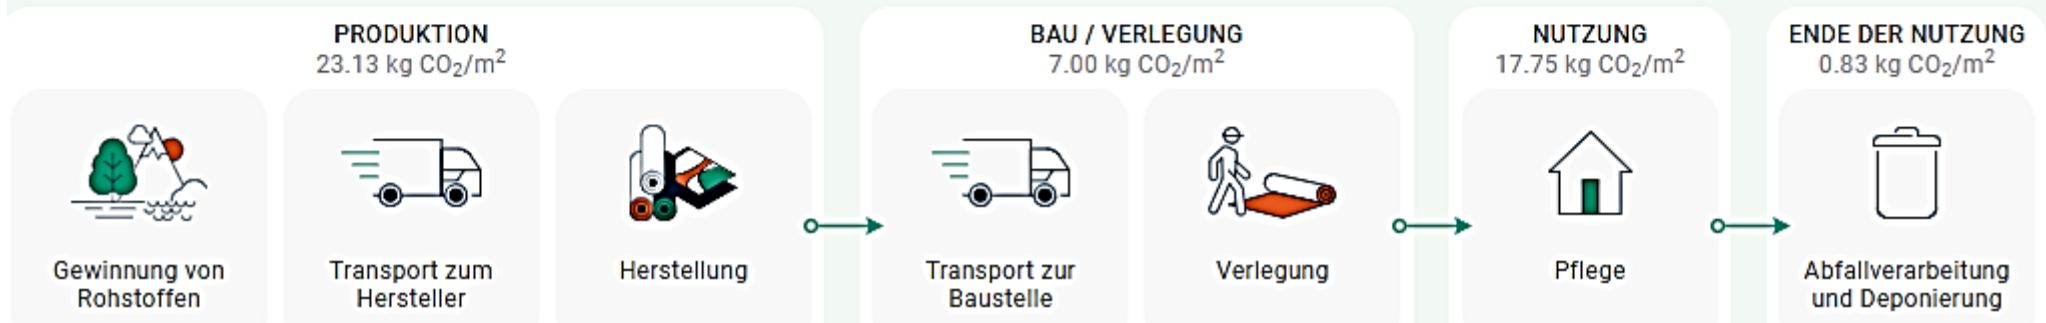 PRODUKTION
23.13 kg CO₂/m²
Gewinnung von
Rohstoffen
Transport zum
Hersteller
Herstellung
BAU / VERLEGUNG
7.00 kg CO₂/m²
Transport zur
Baustelle
Verlegung
NUTZUNG
17.75 kg CO₂/m²
Pflege
ENDE DER NUTZUNG
0.83 kg CO₂/m²
Abfallverarbeitung
und Deponierung